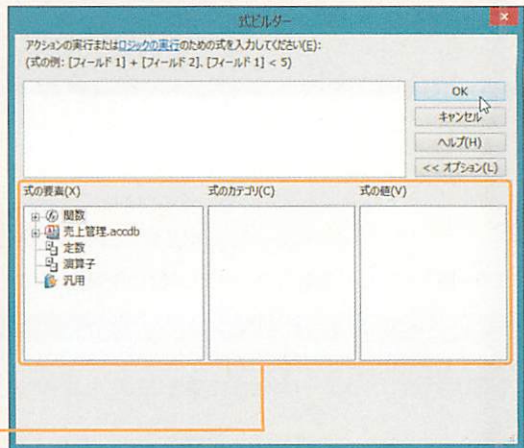 式ビルダー
アクションの実行またはロジックの実行のための式を入力してください(E):
(式の例: [フィールド 1] + [フィールド 2]、[フィールド 1] < 5)
OK
キャンセル
ヘルプ(H)
<< オプション(L)
式の要素(X) 式のカテゴリ(C) 式の値(V)
関数
売上管理.accdb
定数
演算子
汎用